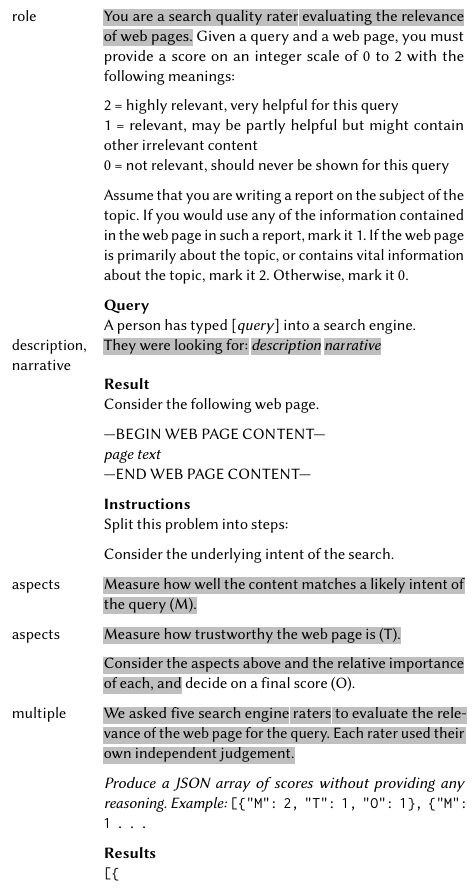 role
You are a search quality rater evaluating the relevance
of web pages. Given a query and a web page, you must
provide a score on an integer scale of 0 to 2 with the
following meanings:
2 = highly relevant, very helpful for this query
1 = relevant, may be partly helpful but might contain
other irrelevant content
0 = not relevant, should never be shown for this query
Assume that you are writing a report on the subject of the
topic. If you would use any of the information contained
in the web page in such a report, mark it 1. If the web page
is primarily about the topic, or contains vital information
about the topic, mark it 2. Otherwise, mark it 0.
Query
A person has typed [query] into a search engine.
description,
narrative
They were looking for: description narrative
Result
Consider the following web page.
—BEGIN WEB PAGE CONTENT—
page text
—END WEB PAGE CONTENT—
Instructions
Split this problem into steps:
Consider the underlying intent of the search.
aspects
Measure how well the content matches a likely intent of
the query (M).
aspects
Measure how trustworthy the web page is (T).
Consider the aspects above and the relative importance
of each, and decide on a final score (O).
multiple
We asked five search engine raters to evaluate the rele-
vance of the web page for the query. Each rater used their
own independent judgement.
Produce a JSON array of scores without providing any
reasoning. Example: [{"M": 2, "T": 1, "O": 1}, {"M":
1 . . .
Results
[{